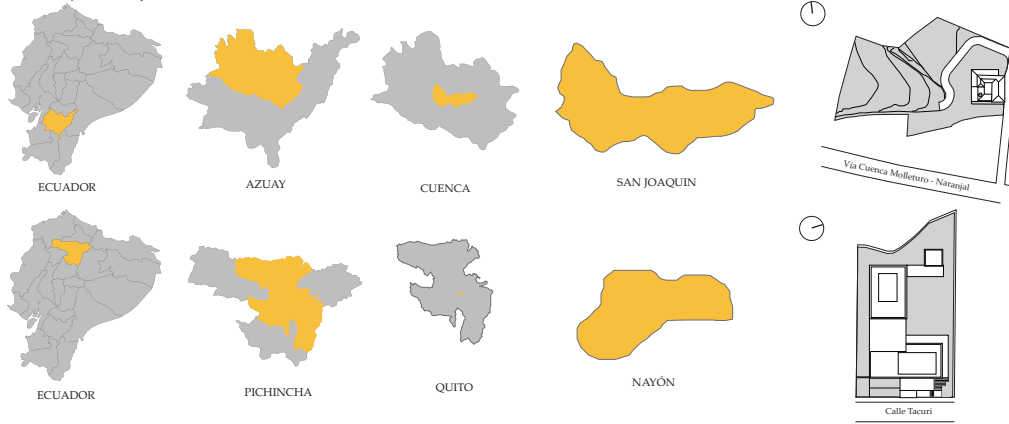 ECUADOR
AZUAY
CUENCA
SAN JOAQUIN
Vía Cuenca Molleturo - Naranjal
ECUADOR
PICHINCHA
QUITO
NAYÓN
Calle Tacuri